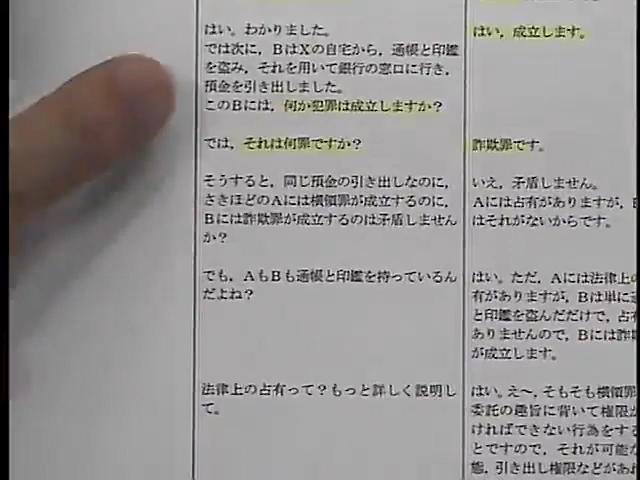 はい。わかりました。
では次に，ＢはＸの自宅から，通帳と印鑑
を盗み，それを用いて銀行の窓口に行き，
預金を引き出しました。
このＢには，何か犯罪は成立しますか？
はい，成立します。
では，それは何罪ですか？
詐欺罪です。
そうすると，同じ預金の引き出しなのに，
さきほどのＡには横領罪が成立するのに，
Ｂには詐欺罪が成立するのは矛盾しません
か？
いえ，矛盾しません。
Ａには占有がありますが，Ｂ
はそれがないからです。
でも，ＡもＢも通帳と印鑑を持っているん
だよね？
はい。ただ，Ａには法律上の
有がありますが，Ｂは単に
と印鑑を盗んだだけで，占有
ありませんので，Ｂには詐欺
が成立します。
法律上の占有って？もっと詳しく説明し
て。
はい。え～，そもそも横領罪
委託の趣旨に背いて権限が
ければできない行為をする
とですので，それが可能な
態，引き出し権限などがあれ